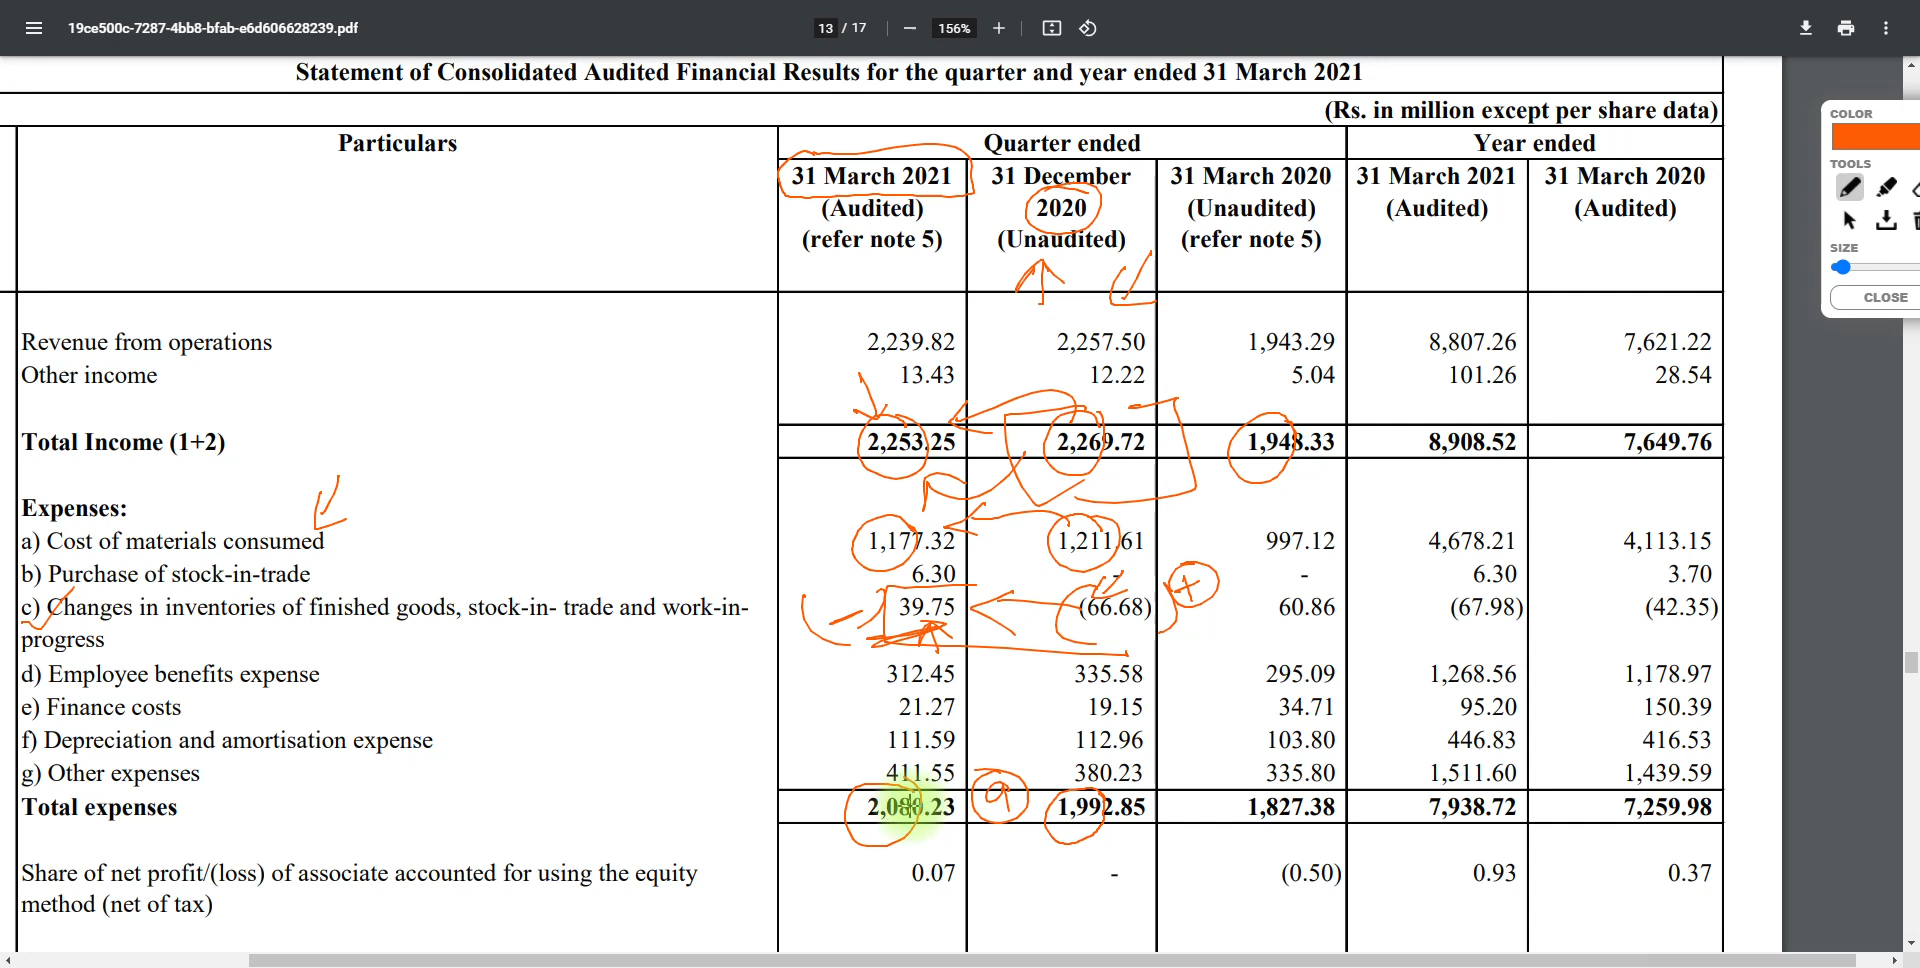 19ce500c-7287-4bb8-bfab-e6d606628239.pdf 13 / 17 156%
Statement of Consolidated Audited Financial Results for the quarter and year ended 31 March 2021
(Rs. in million except per share data)
Particulars Quarter ended Year ended
31 March 2021 31 December 31 March 2020 31 March 2021 31 March 2020
(Audited) 2020 (Unaudited) (Audited) (Audited)
(refer note 5) (Unaudited) (refer note 5)
Revenue from operations 2,239.82 2,257.50 1,943.29 8,807.26 7,621.22
Other income 13.43 12.22 5.04 101.26 28.54
Total Income (1+2) 2,253.25 2,269.72 1,948.33 8,908.52 7,649.76
Expenses:
a) Cost of materials consumed 1,177.32 1,211.61 997.12 4,678.21 4,113.15
b) Purchase of stock-in-trade 6.30 - - 6.30 3.70
c) Changes in inventories of finished goods, stock-in- trade and work-in- 39.75 (66.68) 60.86 (67.98) (42.35)
progress
d) Employee benefits expense 312.45 335.58 295.09 1,268.56 1,178.97
e) Finance costs 21.27 19.15 34.71 95.20 150.39
f) Depreciation and amortisation expense 111.59 112.96 103.80 446.83 416.53
g) Other expenses 411.55 380.23 335.80 1,511.60 1,439.59
Total expenses 2,080.23 1,992.85 1,827.38 7,938.72 7,259.98
Share of net profit/(loss) of associate accounted for using the equity 0.07 - (0.50) 0.93 0.37
method (net of tax)
COLOR
TOOLS
SIZE
CLOSE